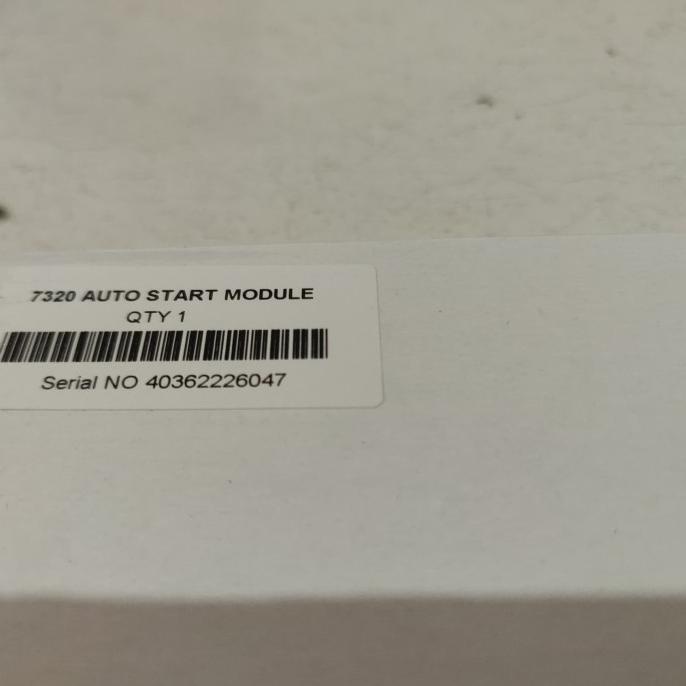 7320 AUTO START MODULE
QTY 1
Serial NO 40362226047